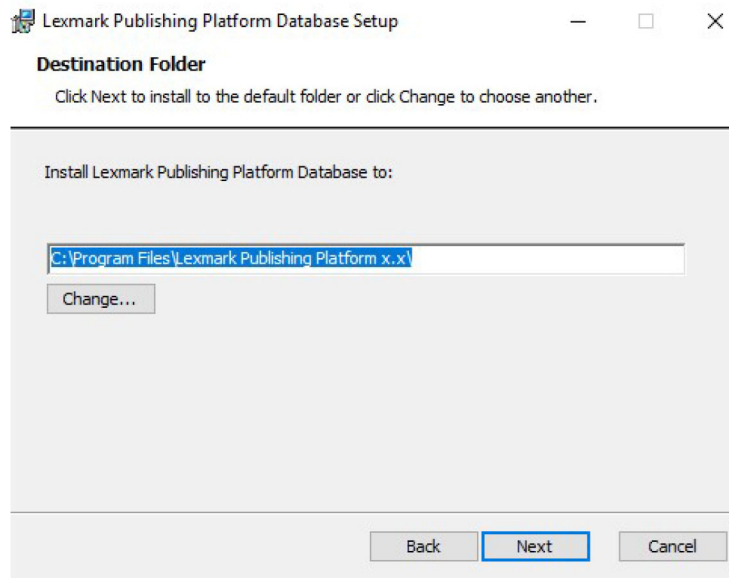 Lexmark Publishing Platform Database Setup
Destination Folder
Click Next to install to the default folder or click Change to choose another.
Install Lexmark Publishing Platform Database to:
C:\Program Files\Lexmark Publishing Platform x.x\
Change...
Back Next Cancel